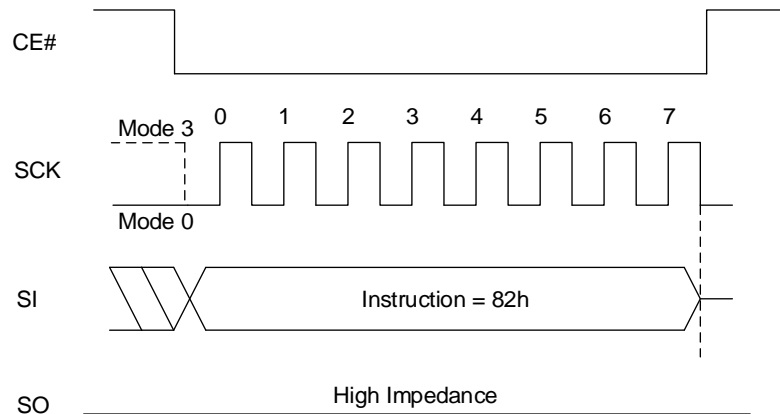 CE#
Mode 3
0 1 2 3 4 5 6 7
SCK
Mode 0
SI
Instruction = 82h
SO
High Impedance